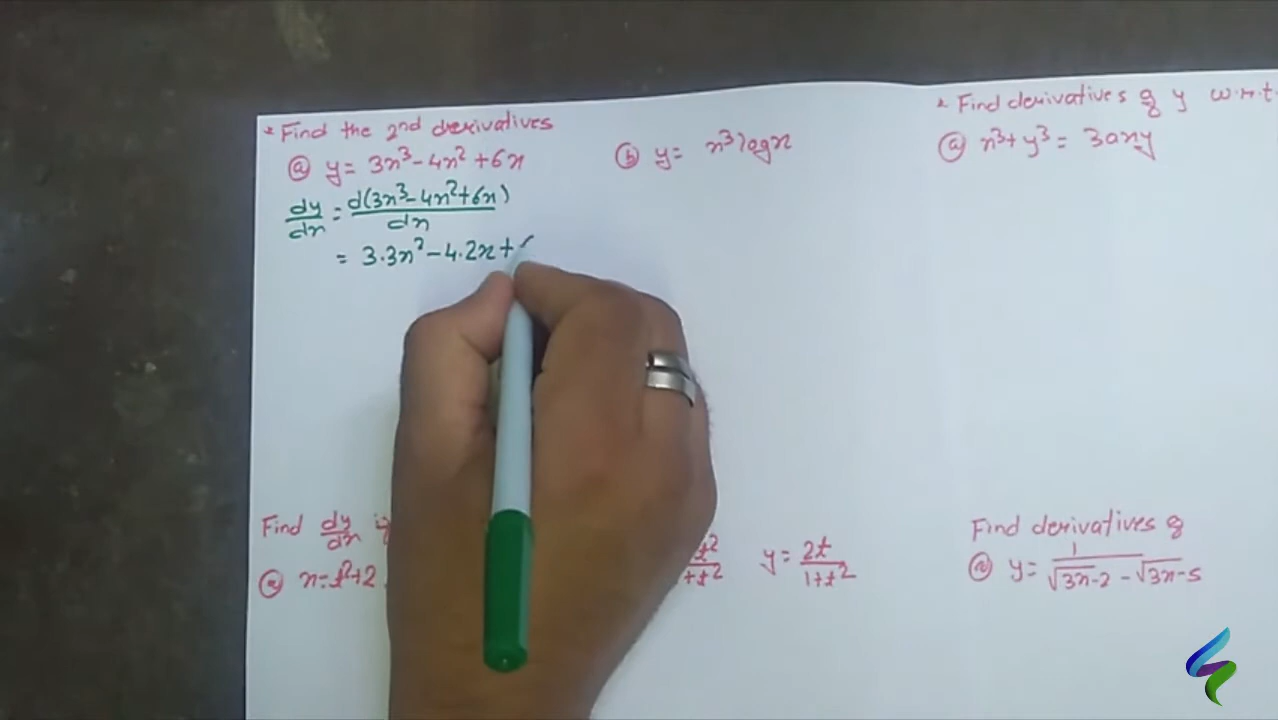 * Find the 2nd derivatives
ⓐ y = 3x³ - 4x² + 6x
dy/dx = d(3x³ - 4x² + 6x)/dx
= 3.3x² - 4.2x +
ⓑ y = x³logx
* Find derivatives of y w.r.t.
ⓐ x³ + y³ = 3axy
Find dy/dx if
ⓐ x = t² + 2
y = 2t/1+t²
Find derivatives of
ⓐ y = 1/√3x-2 - √3x-5